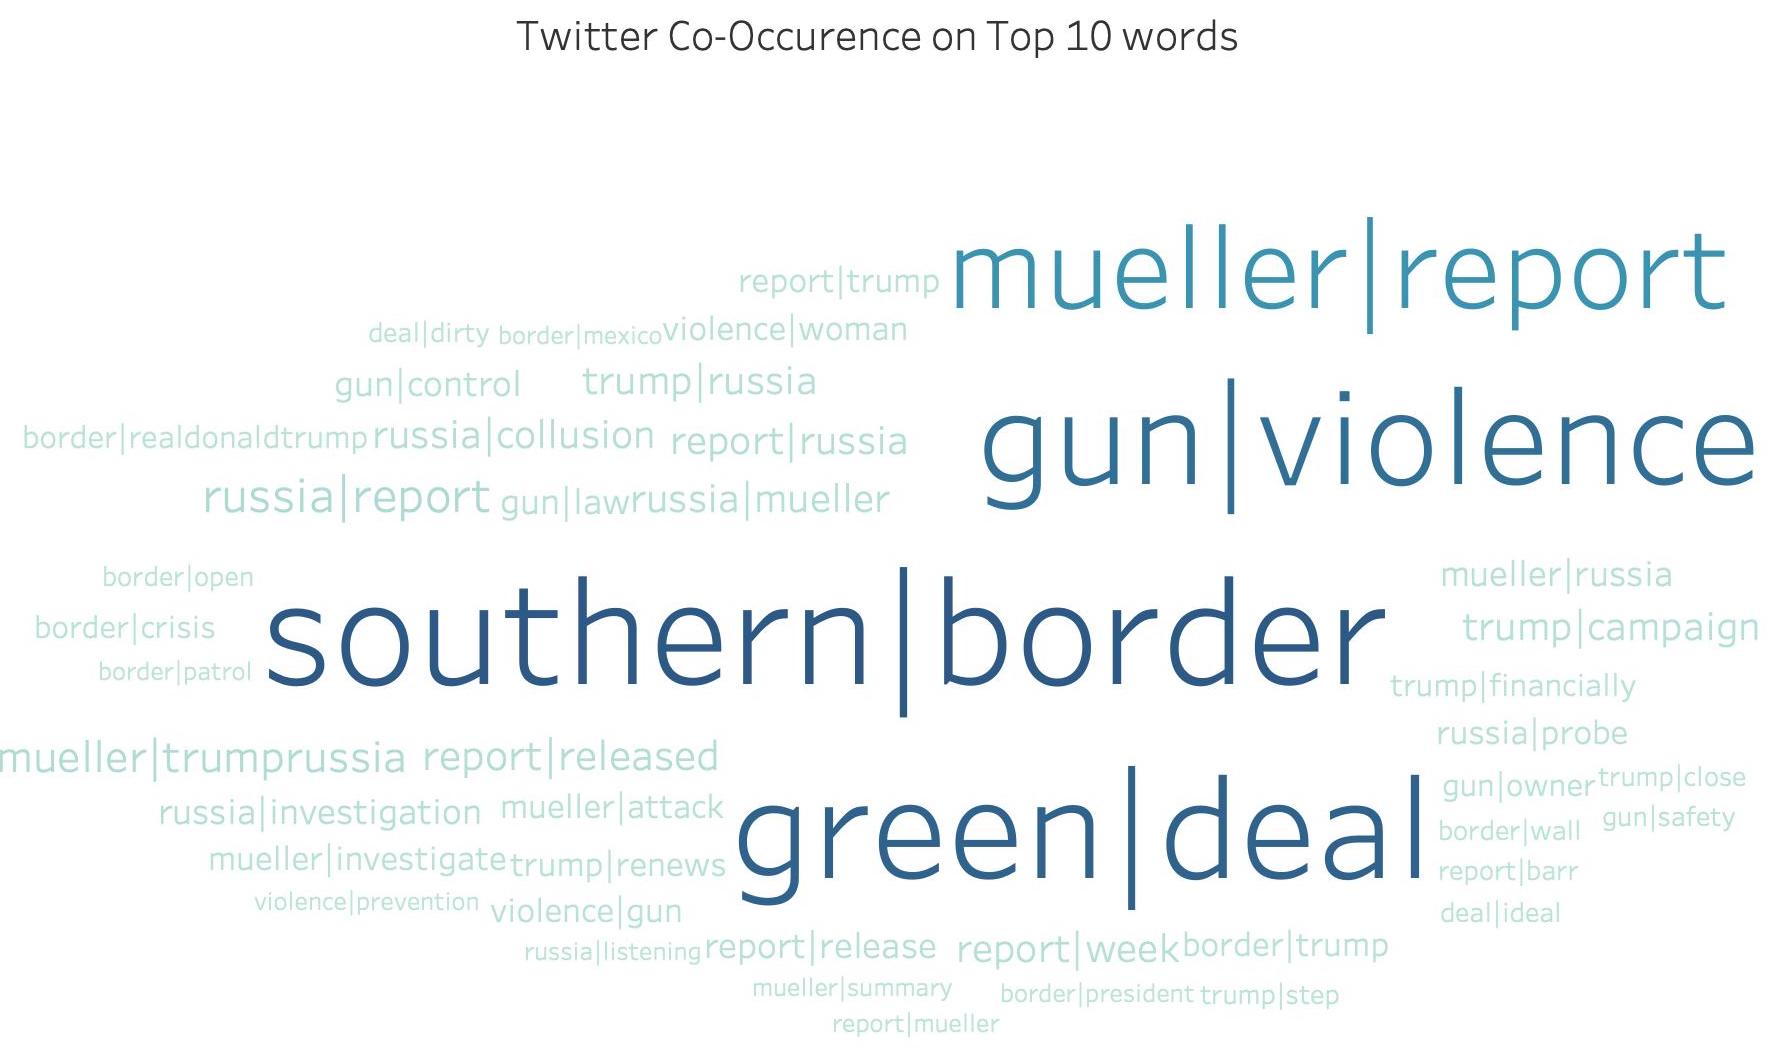 Twitter Co-Occurence on Top 10 words
mueller|report
report|trump
deal|dirty border|mexico violence|woman
gun|control trump|russia
gun|violence
border|realdonaldtrump russia|collusion report|russia
russia|report gun|law russia|mueller
border|open mueller|russia
border|crisis southern|border trump|campaign
border|patrol trump|financially
russia|probe
mueller|trumprussia report|released
gun|owner trump|close
russia|investigation mueller|attack green|deal border|wall gun|safety
mueller|investigate trump|renews report|barr
violence|prevention violence|gun deal|ideal
russia|listening report|release report|week border|trump
mueller|summary border|president trump|step
report|mueller